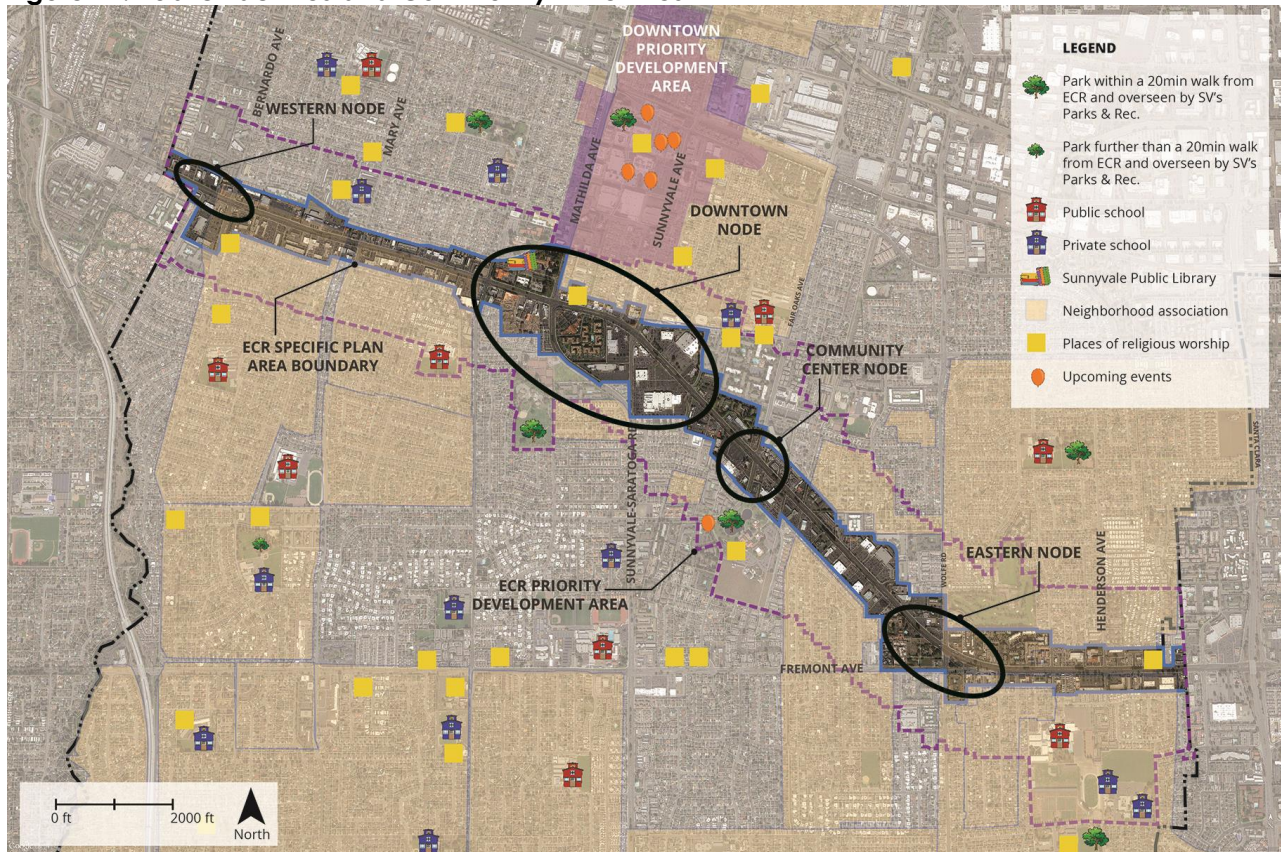 DOWNTOWN
PRIORITY
DEVELOPMENT
AREA
BERNARDO AVE
WESTERN NODE
MARY AVE
MATHILDA AVE
SUNNYVALE AVE
DOWNTOWN
NODE
FAIR OAKS AVE
ECR SPECIFIC PLAN
AREA BOUNDARY
COMMUNITY
CENTER NODE
SUNNYVALE-SARATOGA RD
ECR PRIORITY
DEVELOPMENT AREA
WOLFE RD
EASTERN NODE
HENDERSON AVE
FREMONT AVE
SANTA CLARA
LEGEND
Park within a 20min walk from
ECR and overseen by SV's
Parks & Rec.
Park further than a 20min walk
from ECR and overseen by SV's
Parks & Rec.
Public school
Private school
Sunnyvale Public Library
Neighborhood association
Places of religious worship
Upcoming events
0 ft
2000 ft
North